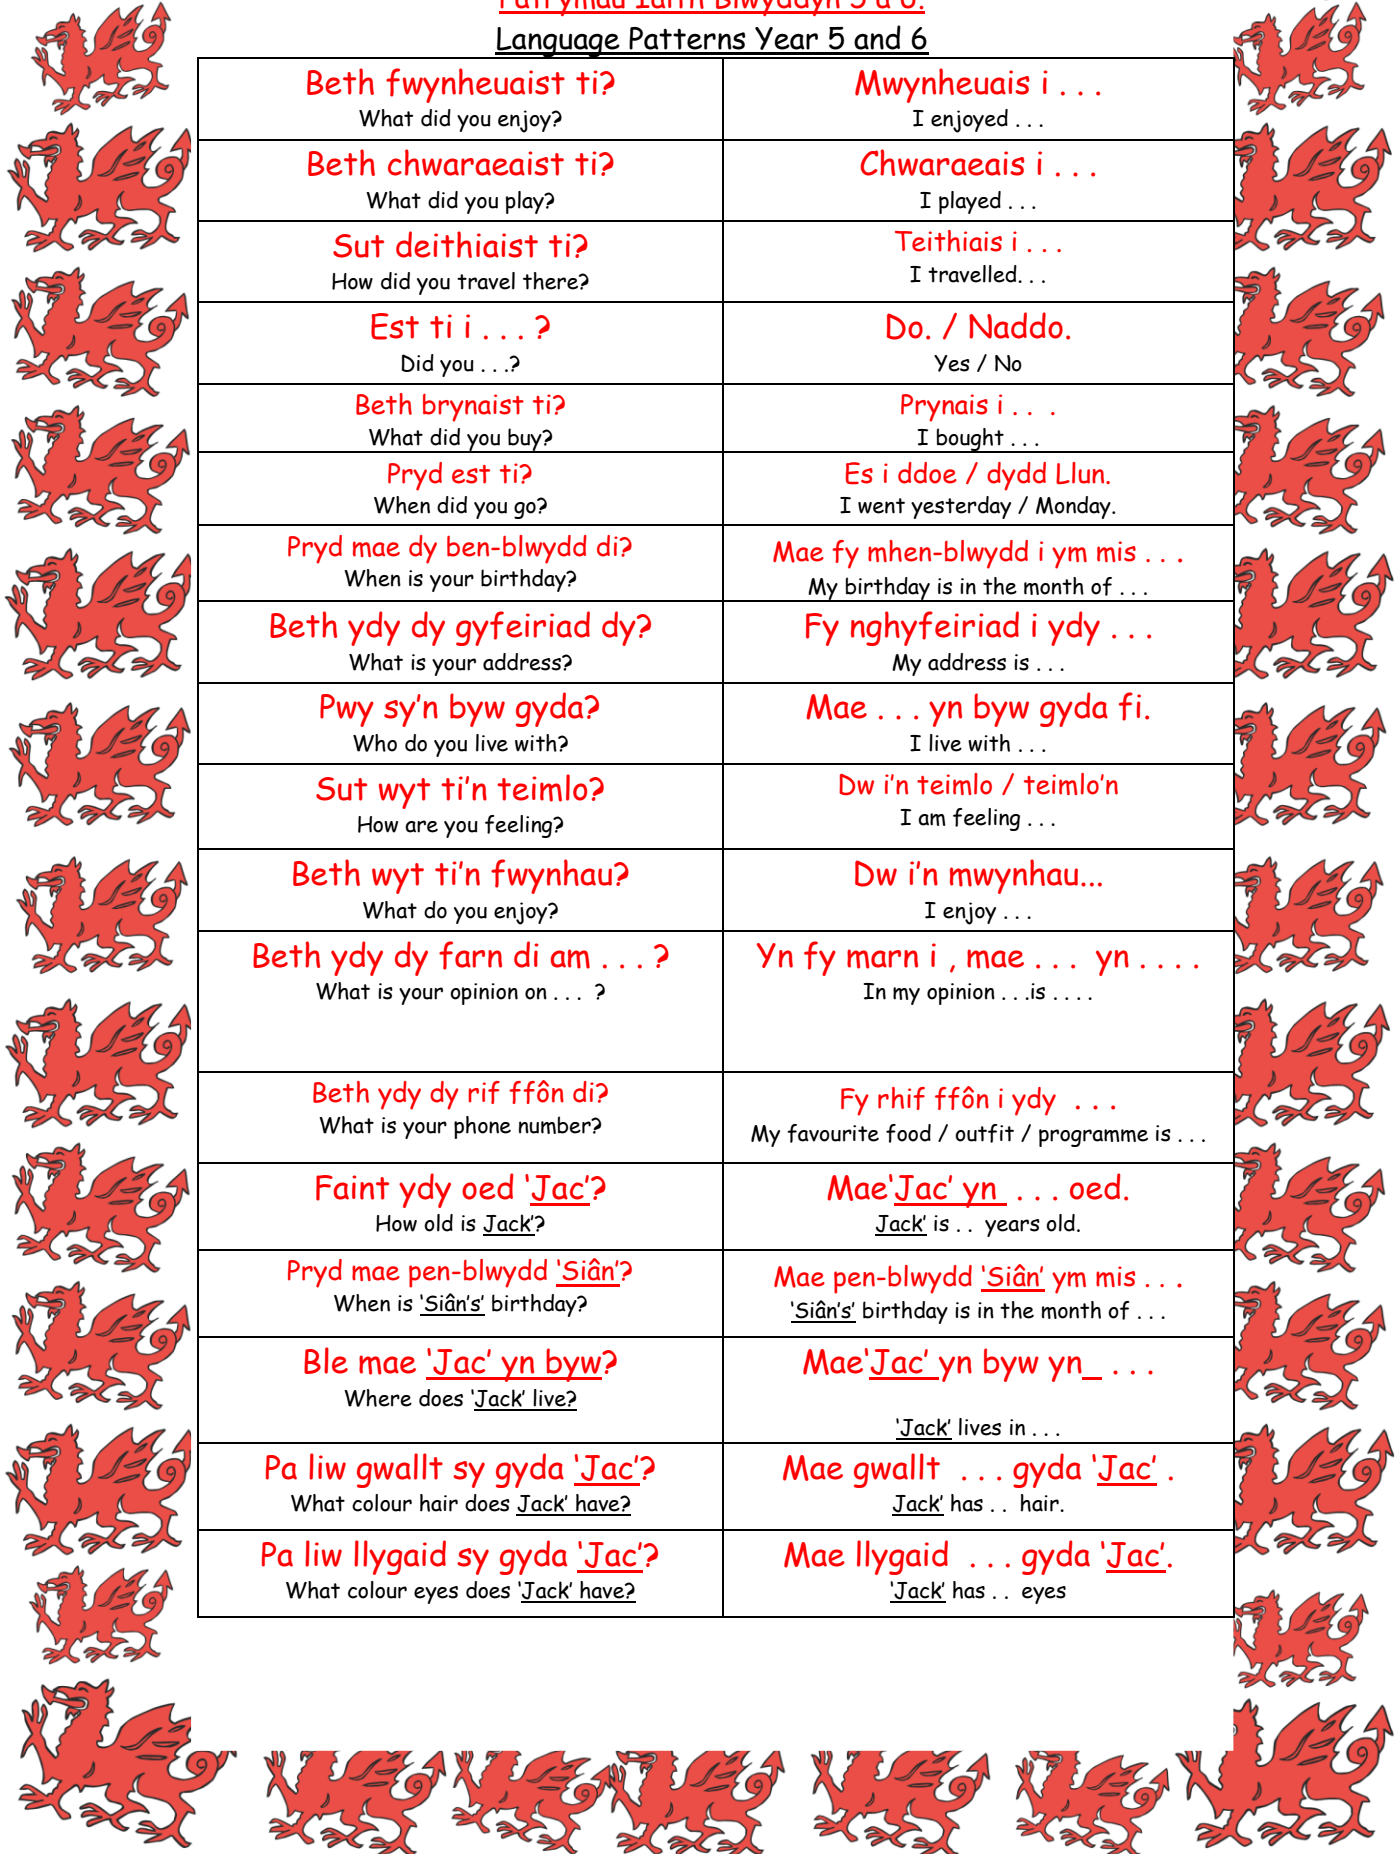 Patrymau Iaith Blwyddyn 5 a 6.
Language Patterns Year 5 and 6
Beth fwynheuaist ti?
What did you enjoy?
Mwynheuais i . . .
I enjoyed . . .
Beth chwaraeaist ti?
What did you play?
Chwaraeais i . . .
I played . . .
Sut deithiaist ti?
How did you travel there?
Teithiais i . . .
I travelled. . .
Est ti i . . . ?
Did you . . .?
Do. / Naddo.
Yes / No
Beth brynaist ti?
What did you buy?
Prynais i . . .
I bought . . .
Pryd est ti?
When did you go?
Es i ddoe / dydd Llun.
I went yesterday / Monday.
Pryd mae dy ben-blwydd di?
When is your birthday?
Mae fy mhen-blwydd i ym mis . . .
My birthday is in the month of . . .
Beth ydy dy gyfeiriad dy?
What is your address?
Fy nghyfeiriad i ydy . . .
My address is . . .
Pwy sy’n byw gyda?
Who do you live with?
Mae . . . yn byw gyda fi.
I live with . . .
Sut wyt ti’n teimlo?
How are you feeling?
Dw i’n teimlo / teimlo’n
I am feeling . . .
Beth wyt ti’n fwynhau?
What do you enjoy?
Dw i’n mwynhau...
I enjoy . . .
Beth ydy dy farn di am . . . ?
What is your opinion on . . . ?
Yn fy marn i , mae . . . yn . . . .
In my opinion . . .is . . . .
Beth ydy dy rif ffôn di?
What is your phone number?
Fy rhif ffôn i ydy . . .
My favourite food / outfit / programme is . . .
Faint ydy oed ‘Jac’?
How old is Jack’?
Mae‘Jac’ yn . . . oed.
Jack’ is . . years old.
Pryd mae pen-blwydd ‘Siân’?
When is ‘Siân’s’ birthday?
Mae pen-blwydd ‘Siân’ ym mis . . .
‘Siân’s’ birthday is in the month of . . .
Ble mae ‘Jac’ yn byw?
Where does ‘Jack’ live?
Mae‘Jac’ yn byw yn_ . . .
‘Jack’ lives in . . .
Pa liw gwallt sy gyda ‘Jac’?
What colour hair does Jack’ have?
Mae gwallt . . . gyda ‘Jac’ .
Jack’ has . . hair.
Pa liw llygaid sy gyda ‘Jac’?
What colour eyes does ‘Jack’ have?
Mae llygaid . . . gyda ‘Jac’.
‘Jack’ has . . eyes